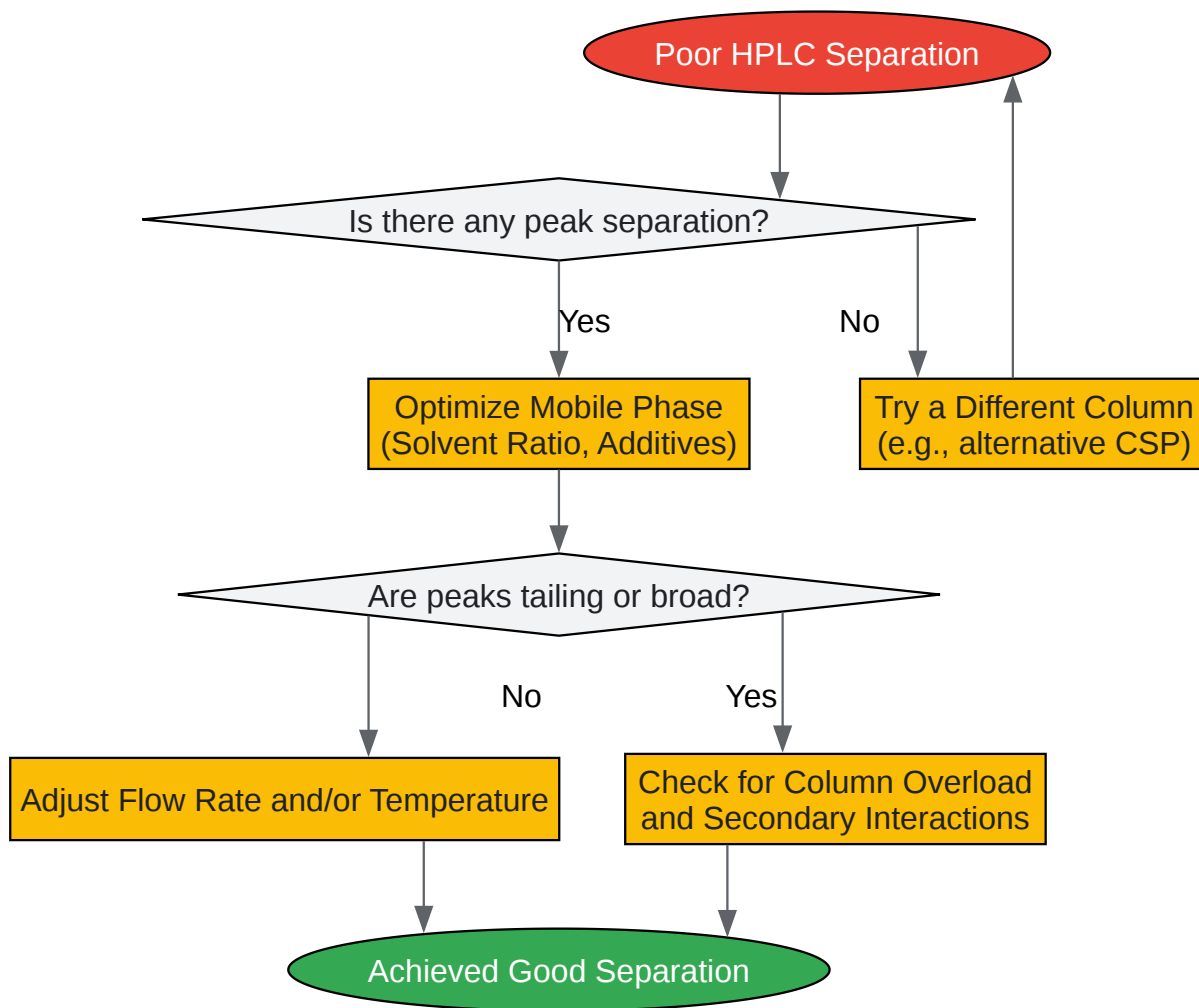 Poor HPLC Separation
Is there any peak separation?
Yes
No
Optimize Mobile Phase
(Solvent Ratio, Additives)
Try a Different Column
(e.g., alternative CSP)
Are peaks tailing or broad?
No
Yes
Adjust Flow Rate and/or Temperature
Check for Column Overload
and Secondary Interactions
Achieved Good Separation